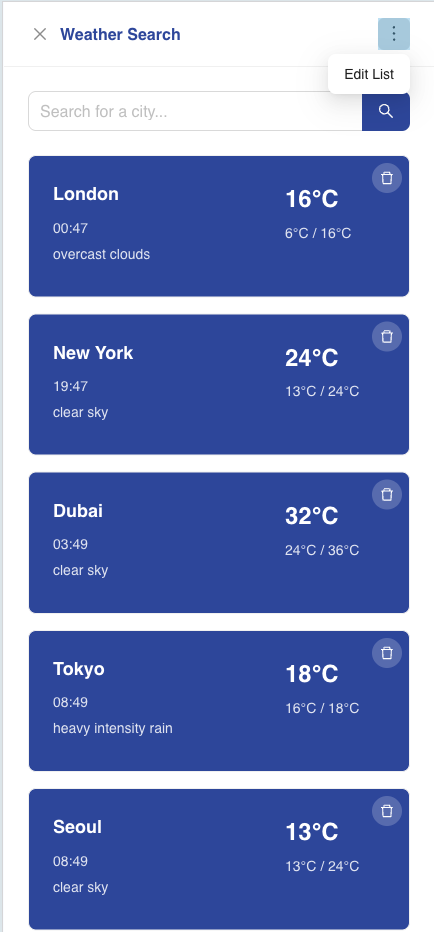 Weather Search
Edit List
Search for a city...
London
16°C
00:47
6°C / 16°C
overcast clouds
New York
24°C
19:47
13°C / 24°C
clear sky
Dubai
32°C
03:49
24°C / 36°C
clear sky
Tokyo
18°C
08:49
16°C / 18°C
heavy intensity rain
Seoul
13°C
08:49
13°C / 24°C
clear sky